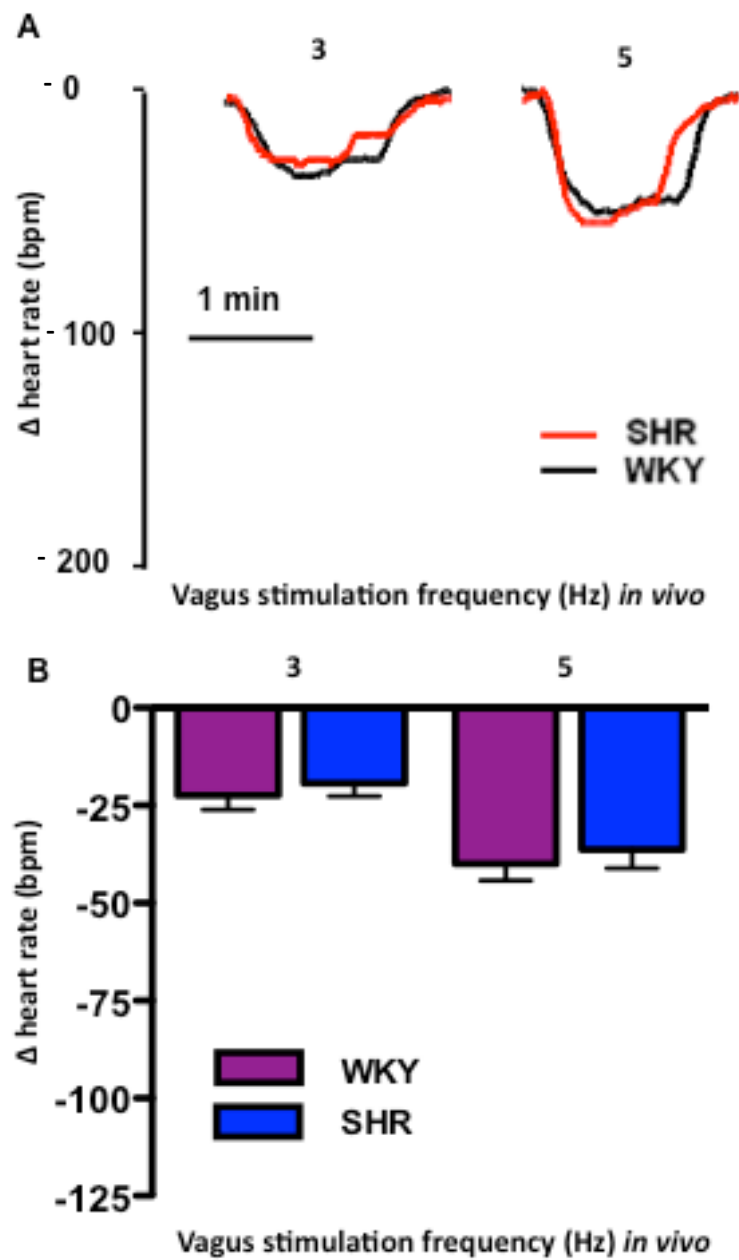 A
3 5
- 0
1 min
- 100
SHR
WKY
- 200
Δ heart rate (bpm)
Vagus stimulation frequency (Hz) in vivo
B
3 5
0
-25
-50
-75
-100
-125
Δ heart rate (bpm)
WKY
SHR
Vagus stimulation frequency (Hz) in vivo